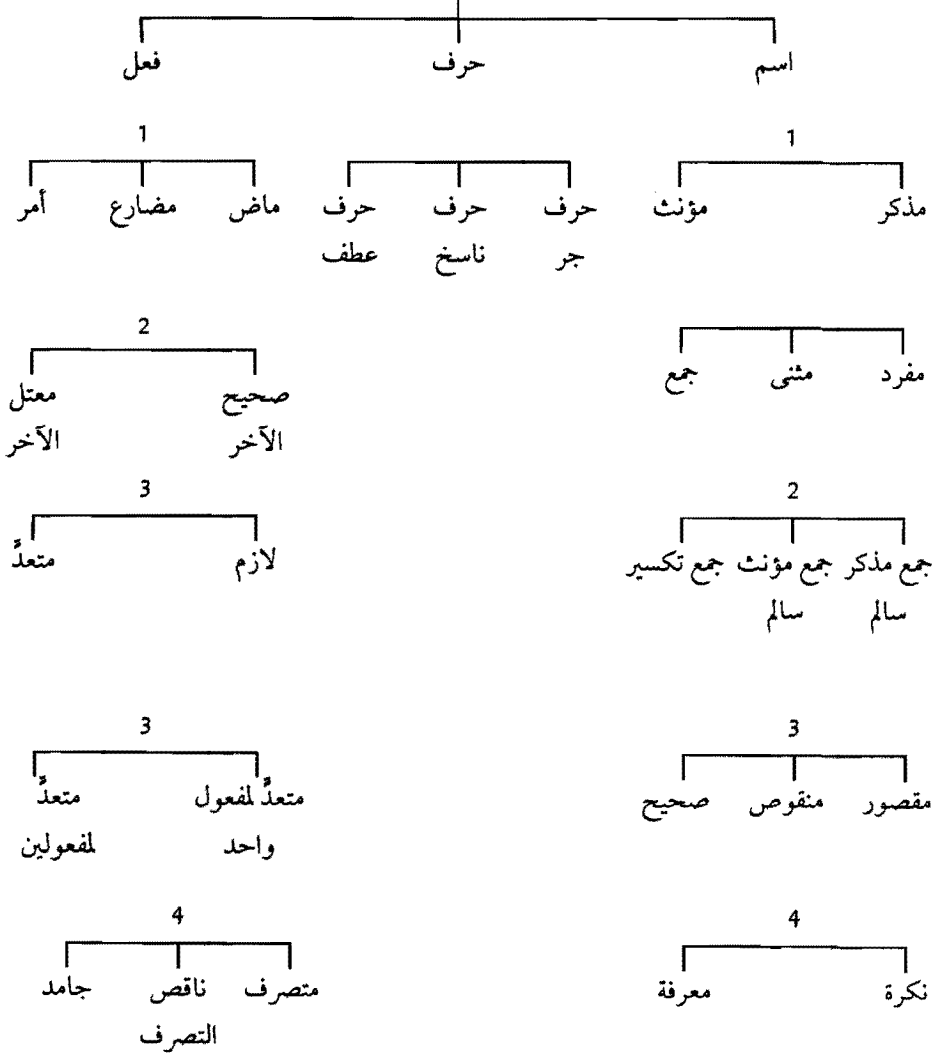 اسم حرف فعل
1 1
مذكر مؤنث حرف حرف حرف ماض مضارع أمر
جر ناسخ عطف
2
مفرد مثنى جمع صحيح معتل
الآخر الآخر
2 3
جمع مذكر جمع مؤنث جمع تكسير لازم متعدًّ
سالم سالم
3 3
مقصور منقوص صحيح متعدًّ لمفعول متعدًّ
واحد لمفعولين
4 4
نكرة معرفة متصرف ناقص جامد
التصرف